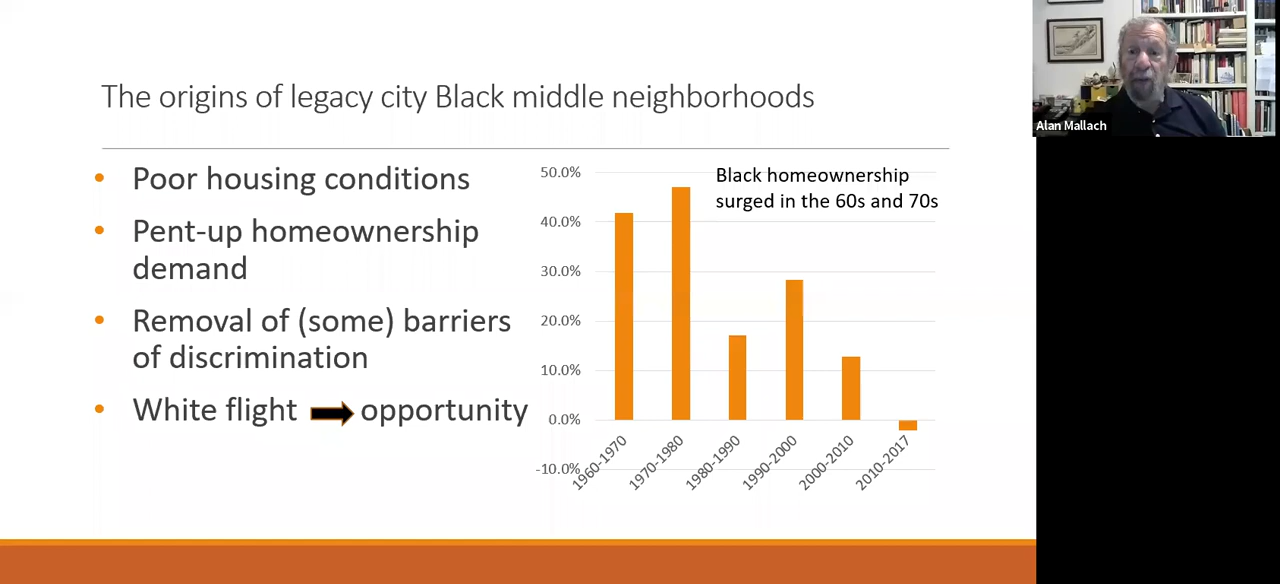 The origins of legacy city Black middle neighborhoods
• Poor housing conditions
• Pent-up homeownership
demand
• Removal of (some) barriers
of discrimination
• White flight ➡ opportunity
Black homeownership
surged in the 60s and 70s
50.0%
40.0%
30.0%
20.0%
10.0%
0.0%
-10.0%
1960-1970
1970-1980
1980-1990
1990-2000
2000-2010
2010-2017
Alan Mallach